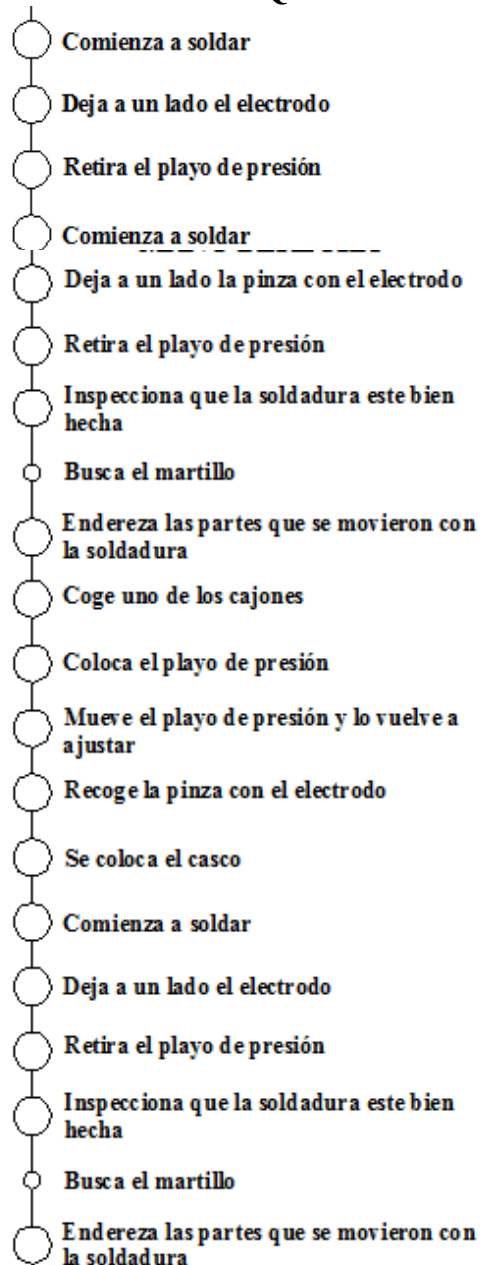 Comienza a soldar
Deja a un lado el electrodo
Retira el playo de presión
Comienza a soldar
Deja a un lado la pinza con el electrodo
Retira el playo de presión
Inspecciona que la soldadura este bien
hecha
Busca el martillo
Endereza las partes que se movieron con
la soldadura
Coge uno de los cajones
Coloca el playo de presión
Mueve el playo de presión y lo vuelve a
ajustar
Recoge la pinza con el electrodo
Se coloca el casco
Comienza a soldar
Deja a un lado el electrodo
Retira el playo de presión
Inspecciona que la soldadura este bien
hecha
Busca el martillo
Endereza las partes que se movieron con
la soldadura